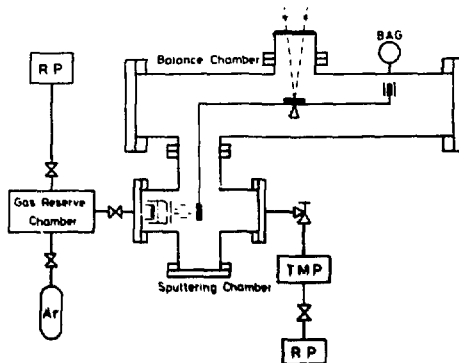 BAG
Balance Chamber
RP
Gas Reserve
Chamber
Ar
Sputtering Chamber
TMP
RP